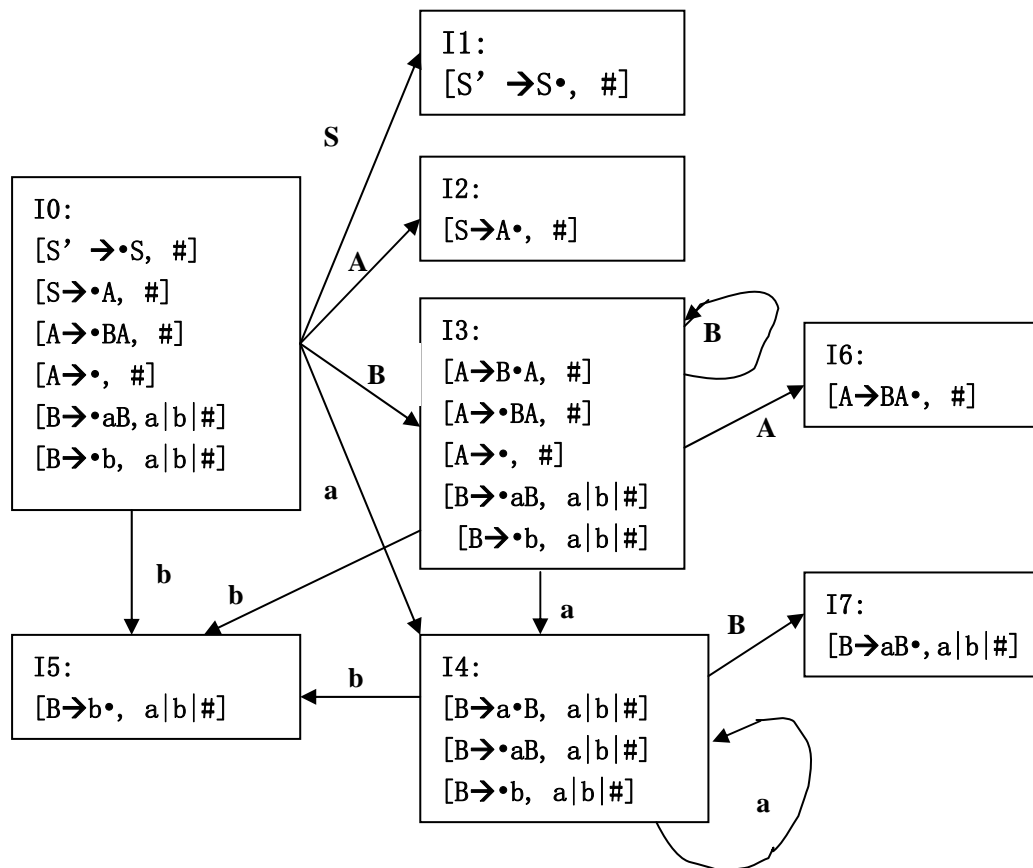 I1:
[S' →S•, #]
S
I0:
[S' →•S, #]
[S→•A, #]
[A→•BA, #]
[A→•, #]
[B→•aB,a|b|#]
[B→•b, a|b|#]
I2:
[S→A•, #]
A
I3:
[A→B•A, #]
[A→•BA, #]
[A→•, #]
[B→•aB, a|b|#]
[B→•b, a|b|#]
B
B
I6:
[A→BA•, #]
A
a
b
b
a
I7:
[B→aB•,a|b|#]
B
I5:
[B→b•, a|b|#]
b
I4:
[B→a•B, a|b|#]
[B→•aB, a|b|#]
[B→•b, a|b|#]
a